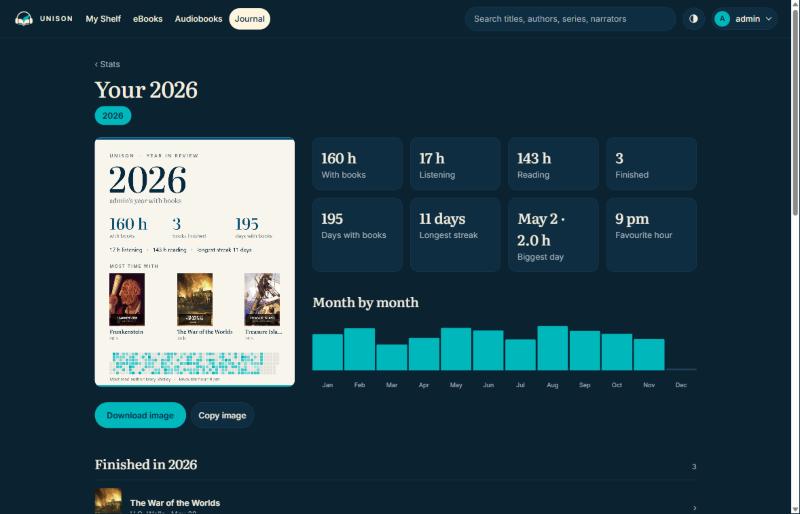 UNISON
My Shelf
eBooks
Audiobooks
Journal
Search titles, authors, series, narrators
A
admin
‹ Stats
Your 2026
2026
UNISON · YEAR IN REVIEW
2026
admin's year with books
160 h
with books
3
books finished
195
days with books
17 h listening · 143 h reading · longest streak 11 days
MOST TIME WITH
Frankenstein
The War of the Worlds
Treasure Isla...
160 h
With books
17 h
Listening
143 h
Reading
3
Finished
195
Days with books
11 days
Longest streak
May 2 ·
2.0 h
Biggest day
9 pm
Favourite hour
Month by month
Jan
Feb
Mar
Apr
May
Jun
Jul
Aug
Sep
Oct
Nov
Dec
Download image
Copy image
Finished in 2026
3
The War of the Worlds